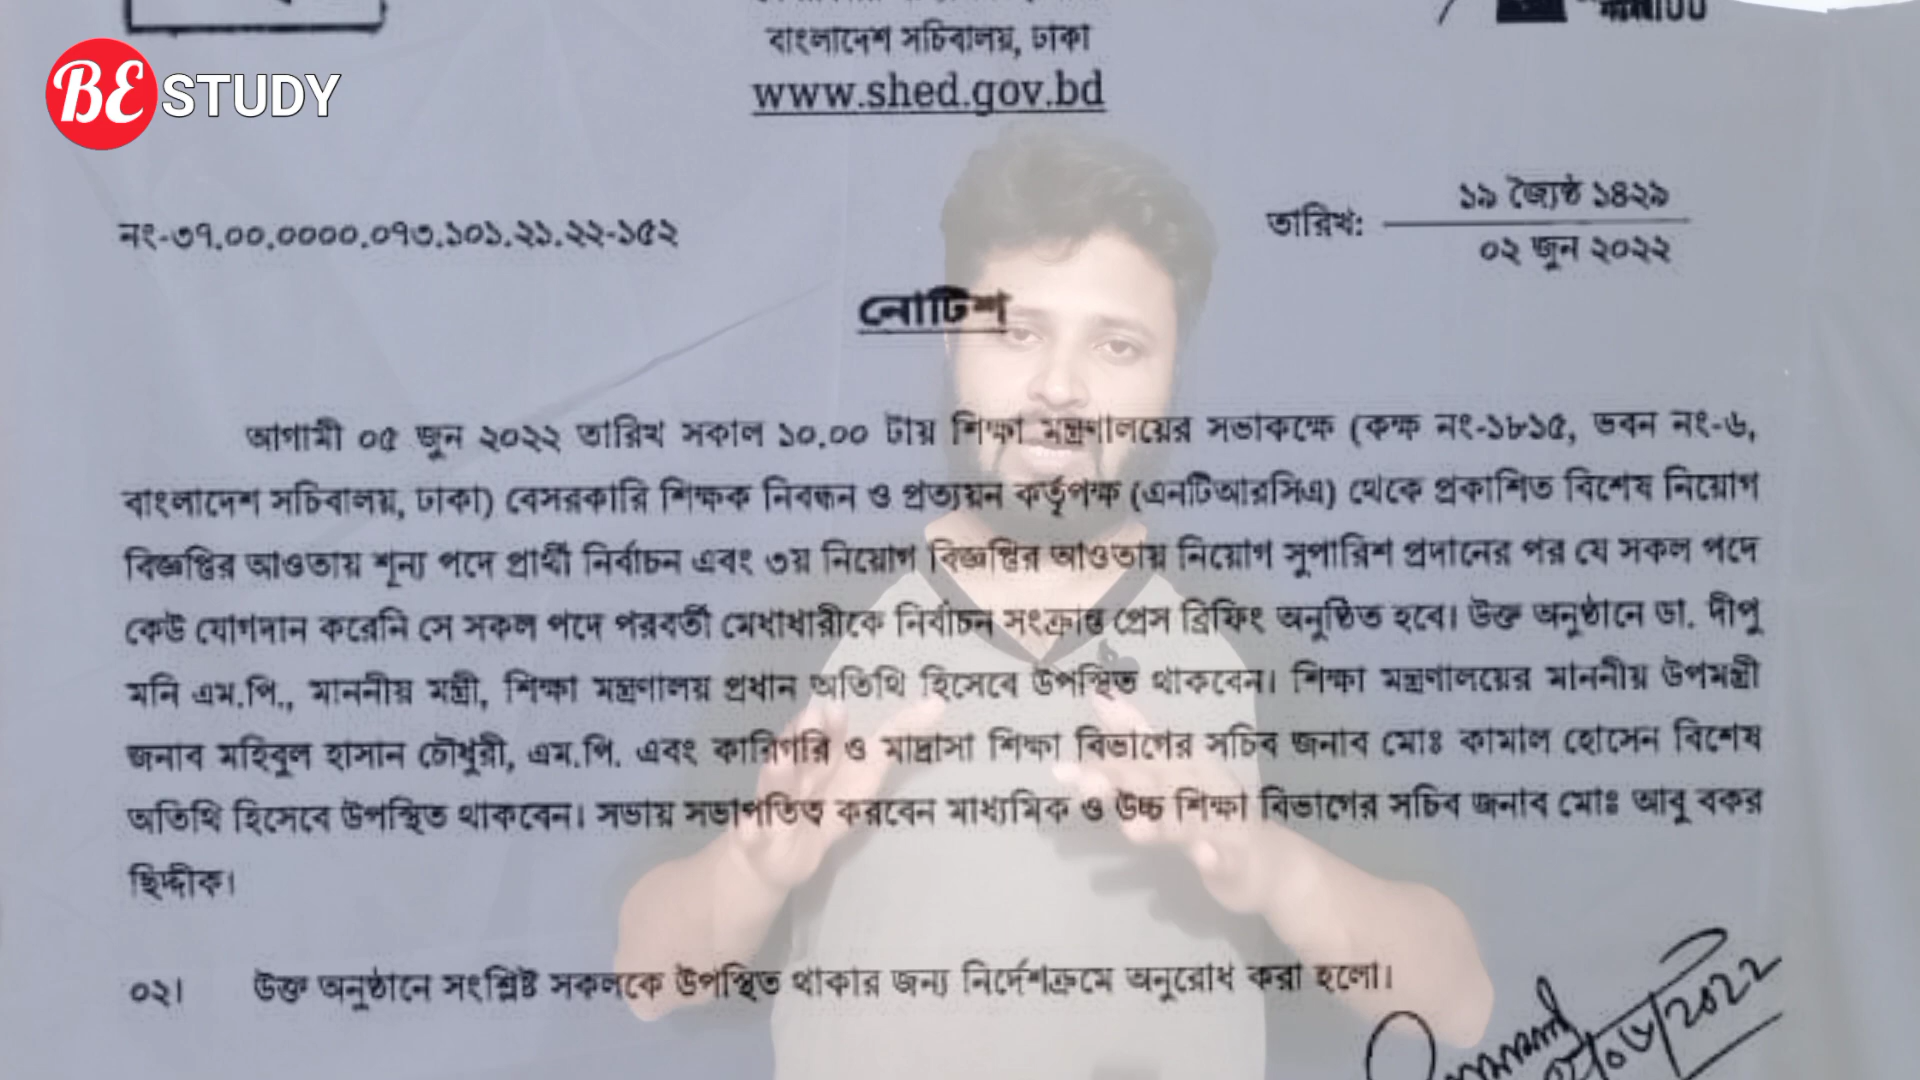 BE STUDY
বাংলাদেশ সচিবালয়, ঢাকা
www.shed.gov.bd
নং-৩৭.০০.০০০০.০৭৩.১০১.২১.২২-১৫২
তারিখ:
১৯ জ্যৈষ্ঠ ১৪২৯
০২ জুন ২০২২
নোটিশ
আগামী ০৫ জুন ২০২২ তারিখ সকাল ১০.০০ টায় শিক্ষা মন্ত্রণালয়ের সভাকক্ষে (কক্ষ নং-১৮১৫, ভবন নং-৬,
বাংলাদেশ সচিবালয়, ঢাকা) বেসরকারি শিক্ষক নিবন্ধন ও প্রত্যয়ন কর্তৃপক্ষ (এনটিআরসিএ) থেকে প্রকাশিত বিশেষ নিয়োগ
বিজ্ঞপ্তির আওতায় শূন্য পদে প্রার্থী নির্বাচন এবং ৩য় নিয়োগ বিজ্ঞপ্তির আওতায় নিয়োগ সুপারিশ প্রদানের পর যে সকল পদে
কেউ যোগদান করেনি সে সকল পদে পরবর্তী মেধাধারীকে নির্বাচন সংক্রান্ত প্রেস ব্রিফিং অনুষ্ঠিত হবে। উক্ত অনুষ্ঠানে ডা. দীপু
মনি এম.পি., মাননীয় মন্ত্রী, শিক্ষা মন্ত্রণালয় প্রধান অতিথি হিসেবে উপস্থিত থাকবেন। শিক্ষা মন্ত্রণালয়ের মাননীয় উপমন্ত্রী
জনাব মহিবুল হাসান চৌধুরী, এম.পি. এবং কারিগরি ও মাদ্রাসা শিক্ষা বিভাগের সচিব জনাব মোঃ কামাল হোসেন বিশেষ
অতিথি হিসেবে উপস্থিত থাকবেন। সভায় সভাপতিত্ব করবেন মাধ্যমিক ও উচ্চ শিক্ষা বিভাগের সচিব জনাব মোঃ আবু বকর
ছিদ্দীক।
০২। উক্ত অনুষ্ঠানে সংশ্লিষ্ট সকলকে উপস্থিত থাকার জন্য নির্দেশক্রমে অনুরোধ করা হলো।